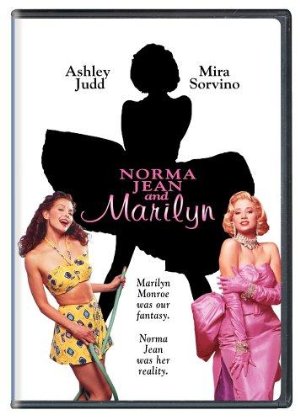 Ashley Judd
Mira Sorvino
NORMA
JEAN
and
Marilyn
Marilyn
Monroe
was our
fantasy.
Norma
Jean
was her
reality.